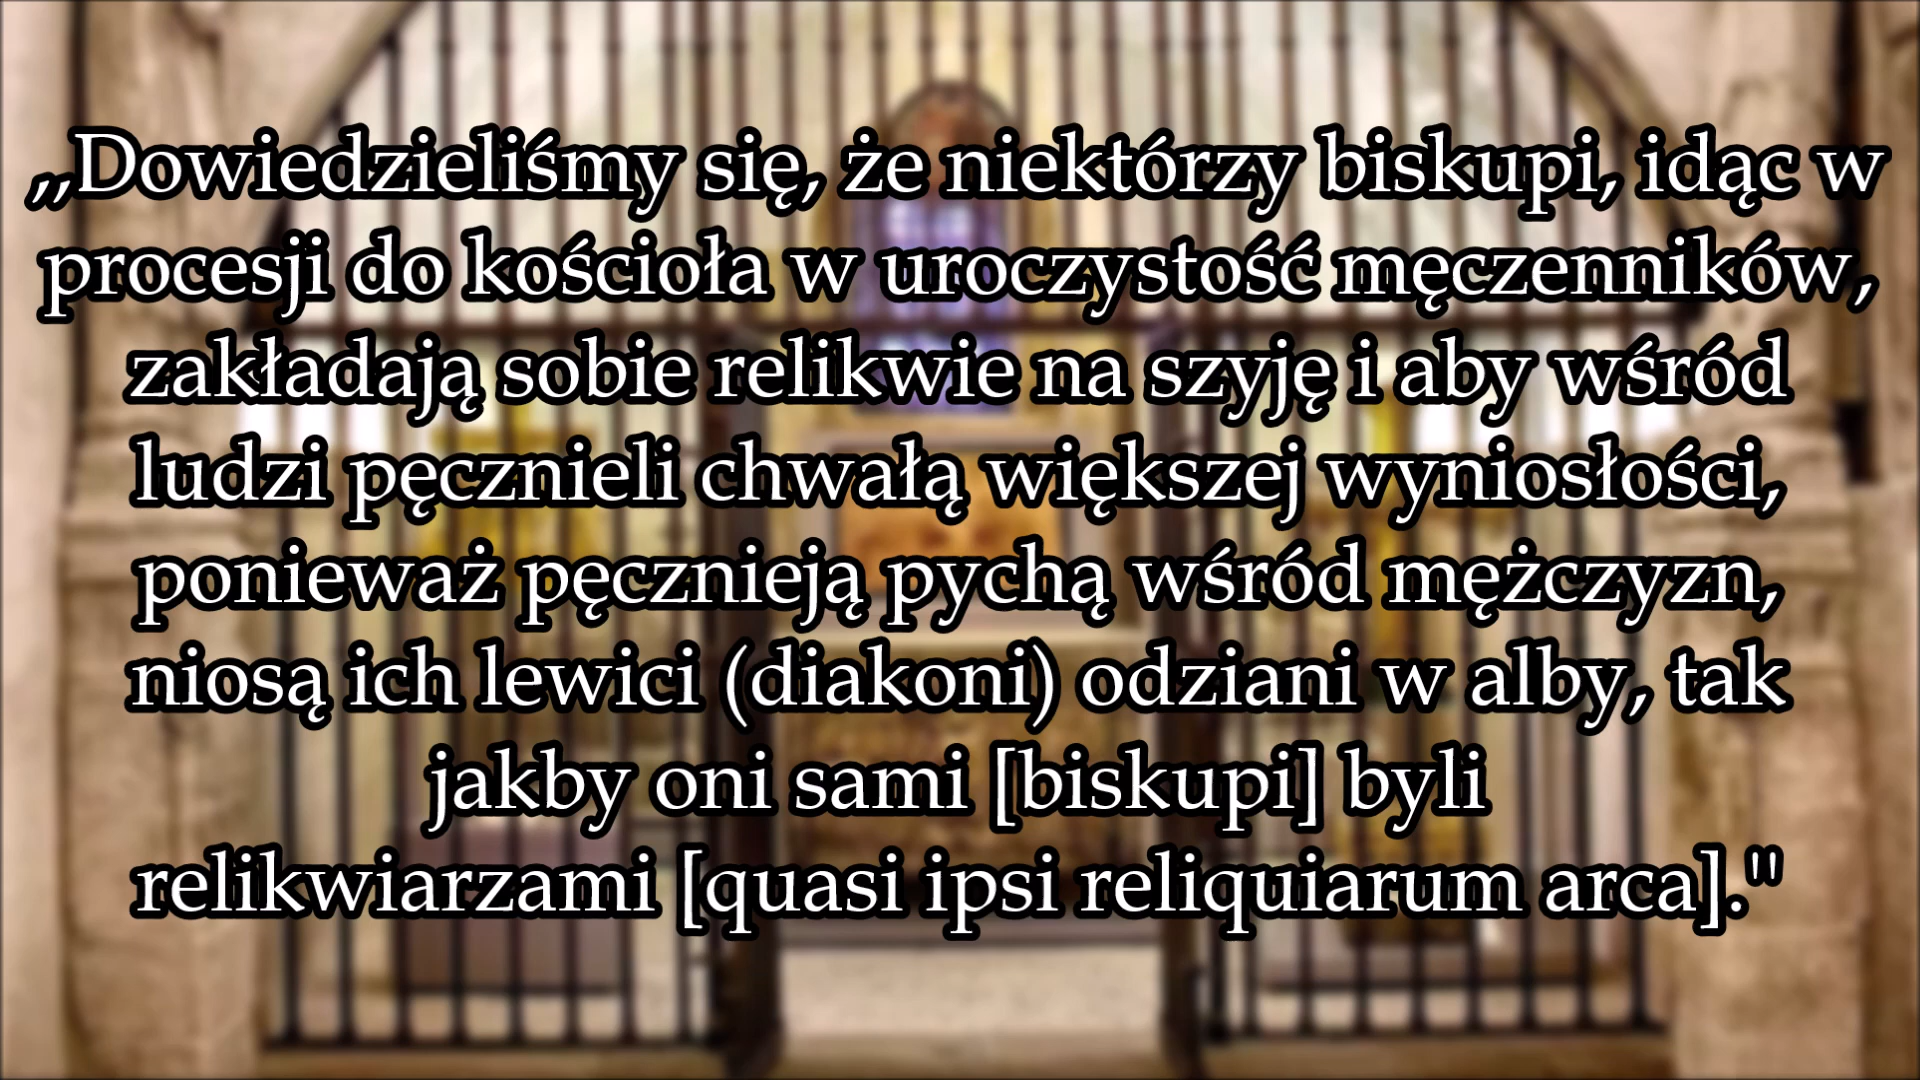 ,,Dowiedzieliśmy się, że niektórzy biskupi, idąc w
procesji do kościoła w uroczystość męczenników,
zakładają sobie relikwie na szyję i aby wśród
ludzi pęcznieli chwałą większej wyniosłości,
ponieważ pęcznieją pychą wśród mężczyzn,
niosą ich lewici (diakoni) odziani w alby, tak
jakby oni sami [biskupi] byli
relikwiarzami [quasi ipsi reliquiarum arca]."